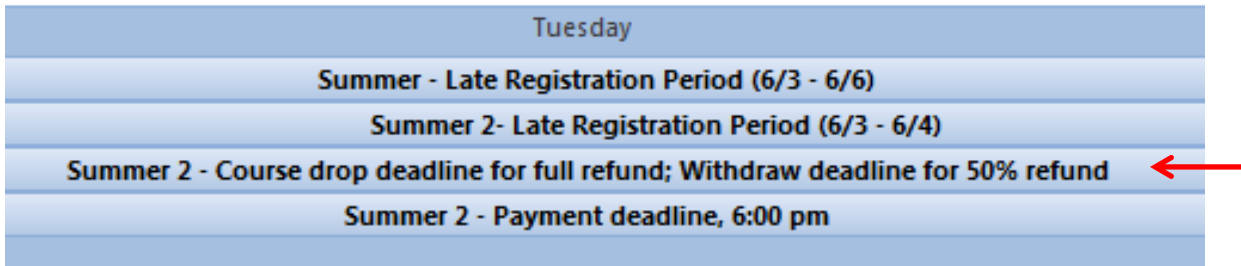 Tuesday
Summer - Late Registration Period (6/3 - 6/6)
Summer 2- Late Registration Period (6/3 - 6/4)
Summer 2 - Course drop deadline for full refund; Withdraw deadline for 50% refund
Summer 2 - Payment deadline, 6:00 pm